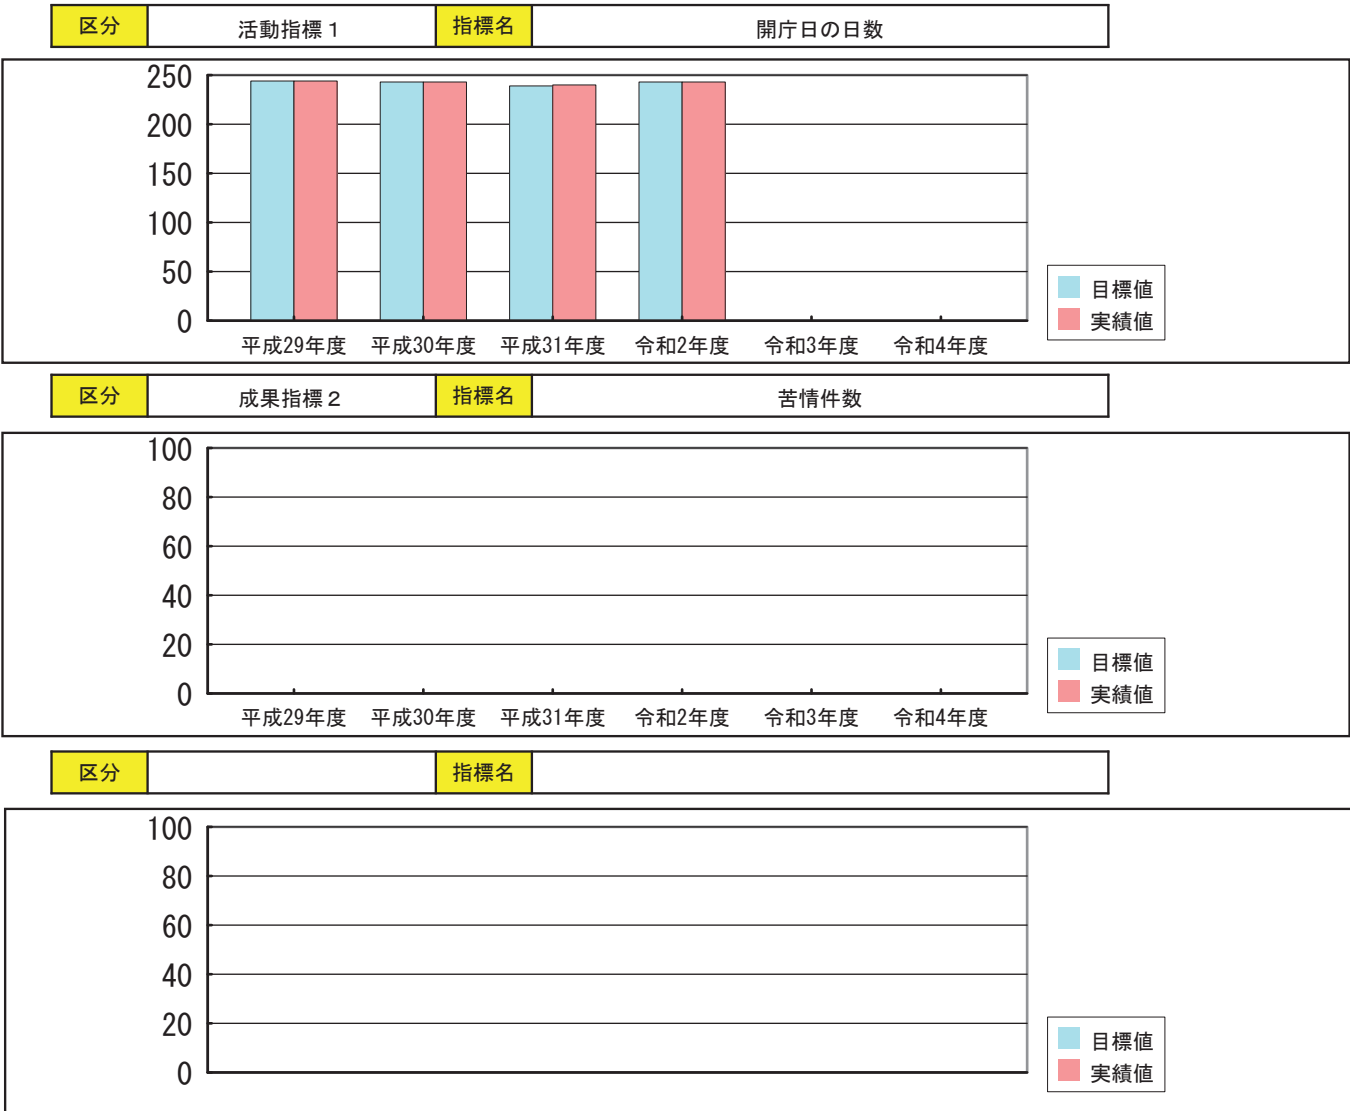 区分 活動指標１ 指標名 開庁日の日数
250
200
150
100
50
0
平成29年度 平成30年度 平成31年度 令和2年度 令和3年度 令和4年度
目標値
実績値
区分 成果指標２ 指標名 苦情件数
100
80
60
40
20
0
平成29年度 平成30年度 平成31年度 令和2年度 令和3年度 令和4年度
目標値
実績値
区分 指標名
100
80
60
40
20
0
目標値
実績値